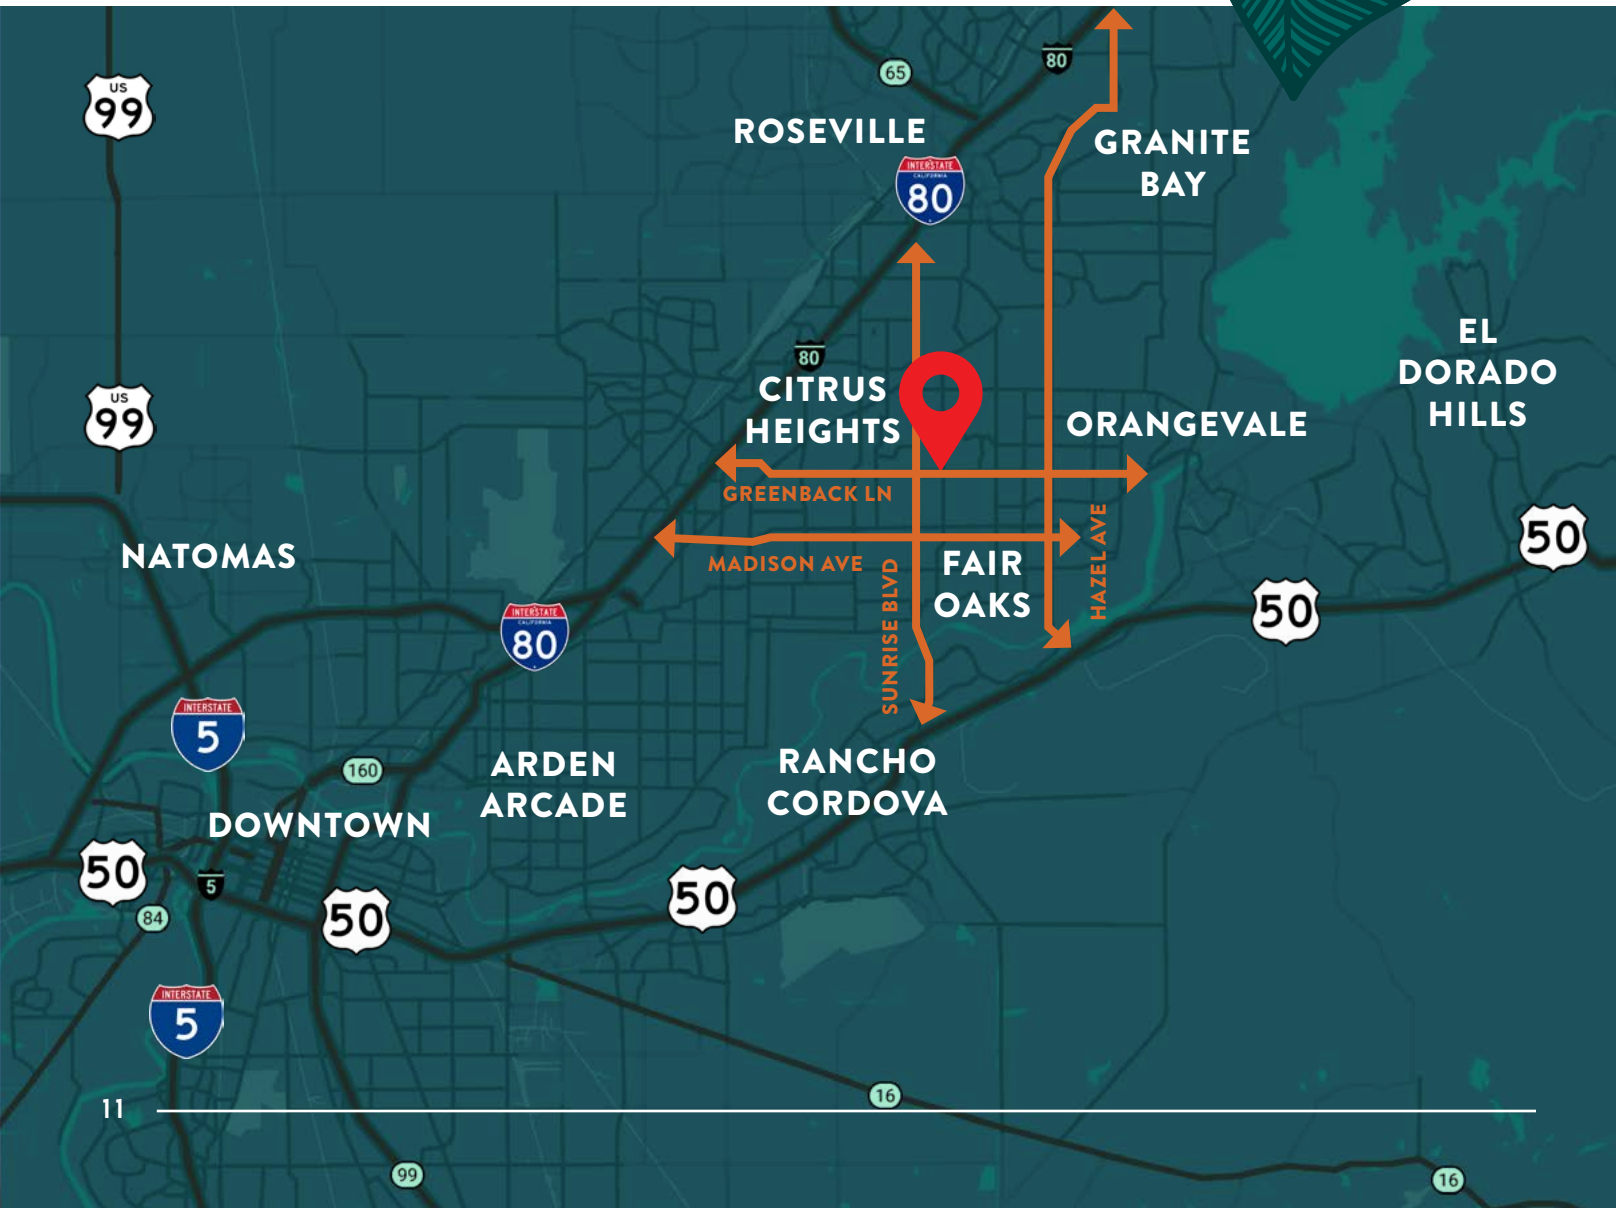 US
99
65
80
ROSEVILLE
GRANITE
BAY
INTERSTATE
CALIFORNIA
80
EL
DORADO
HILLS
80
CITRUS
HEIGHTS
ORANGEVALE
US
99
GREENBACK LN
MADISON AVE
SUNRISE BLVD
FAIR
OAKS
HAZEL AVE
50
50
NATOMAS
INTERSTATE
CALIFORNIA
80
INTERSTATE
5
160
ARDEN
ARCADE
RANCHO
CORDOVA
DOWNTOWN
50
5
84
50
50
INTERSTATE
5
16
11
99
16